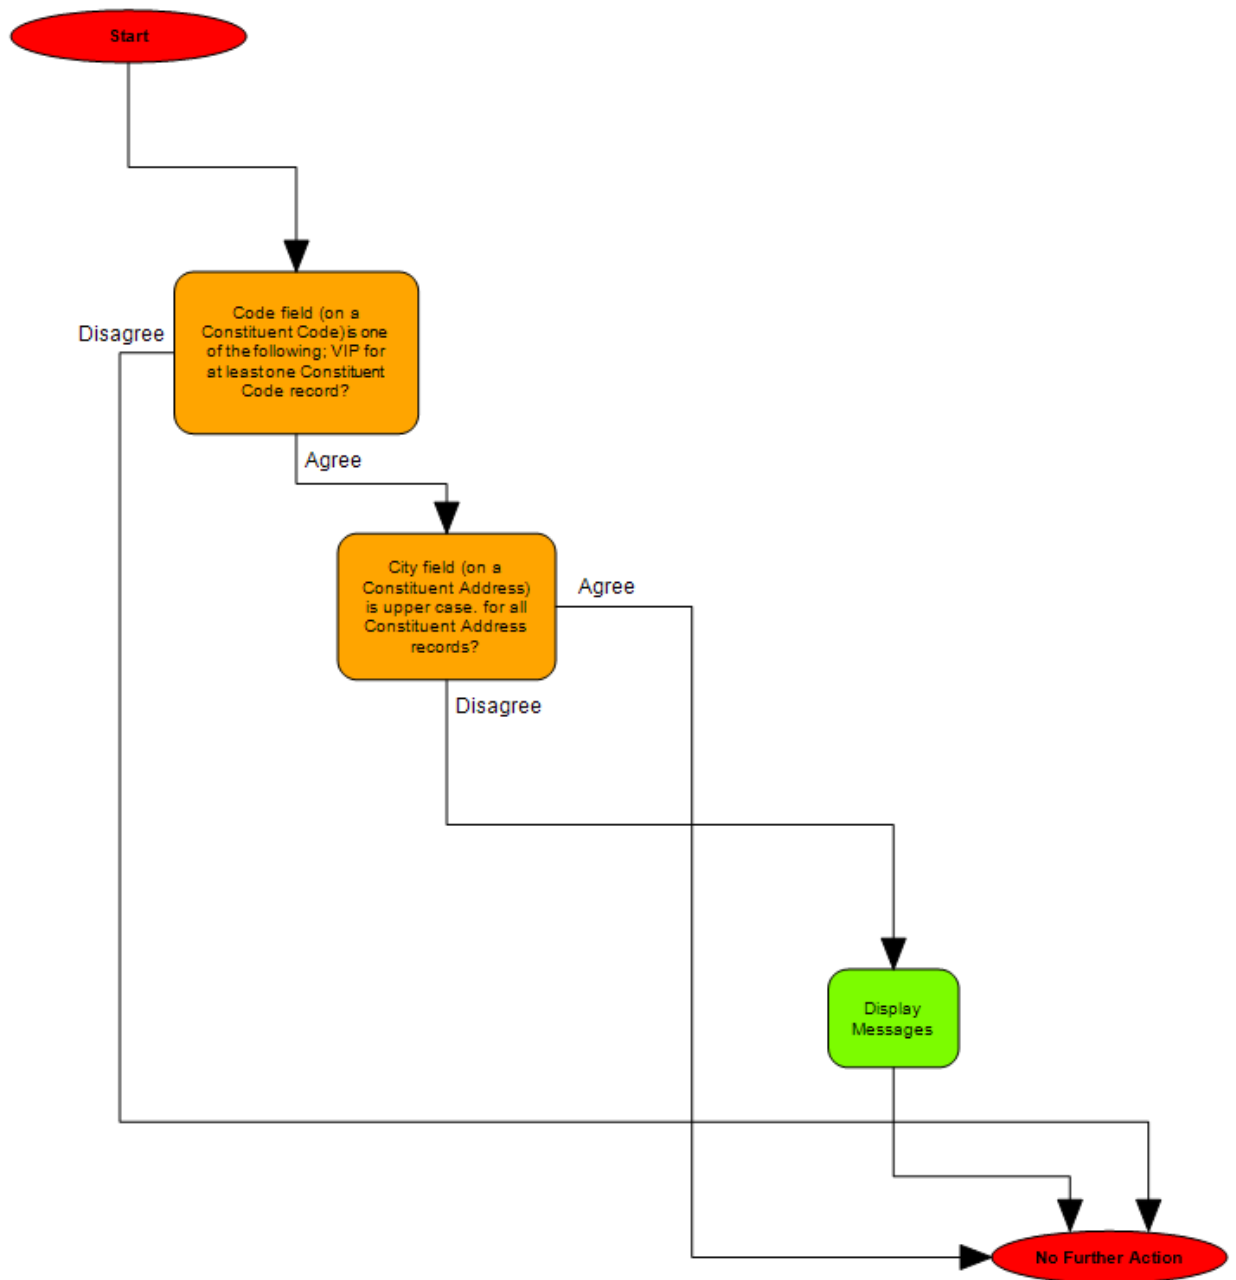 Start
Code field (on a
Constituent Code)is one
of the following; VIP for
at least one Constituent
Code record?
Disagree
Agree
City field (on a
Constituent Address)
is upper case. for all
Constituent Address
records?
Agree
Disagree
Display
Messages
No Further Action